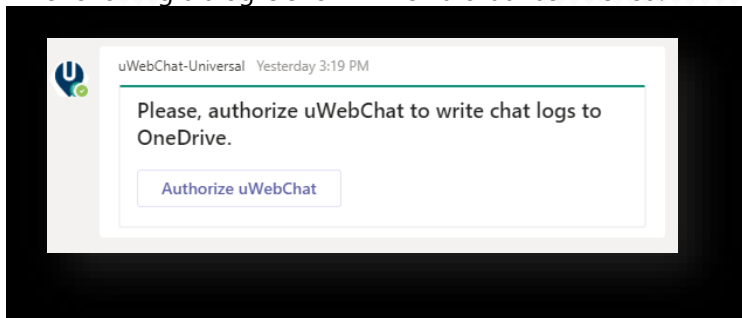 uWebChat-Universal Yesterday 3:19 PM
Please, authorize uWebChat to write chat logs to
OneDrive.
Authorize uWebChat